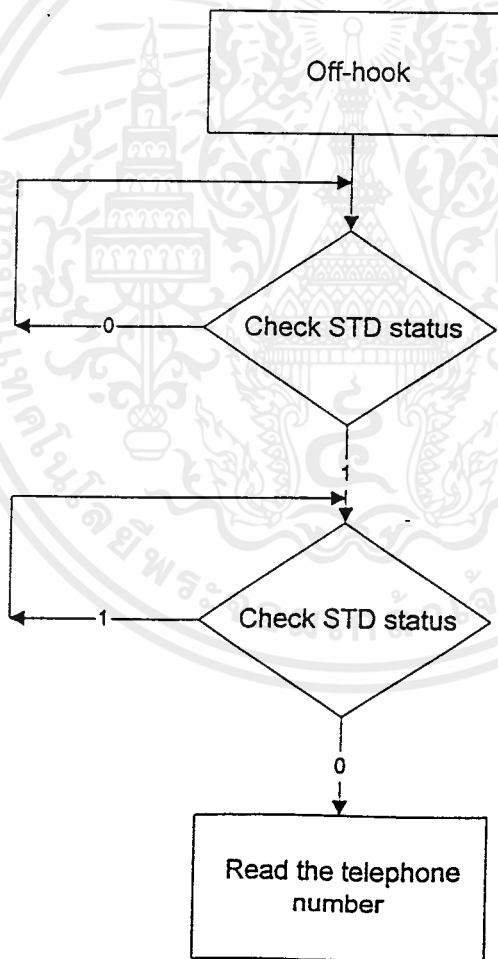 Off-hook
Check STD status
0
1
Check STD status
1
0
Read the telephone
number